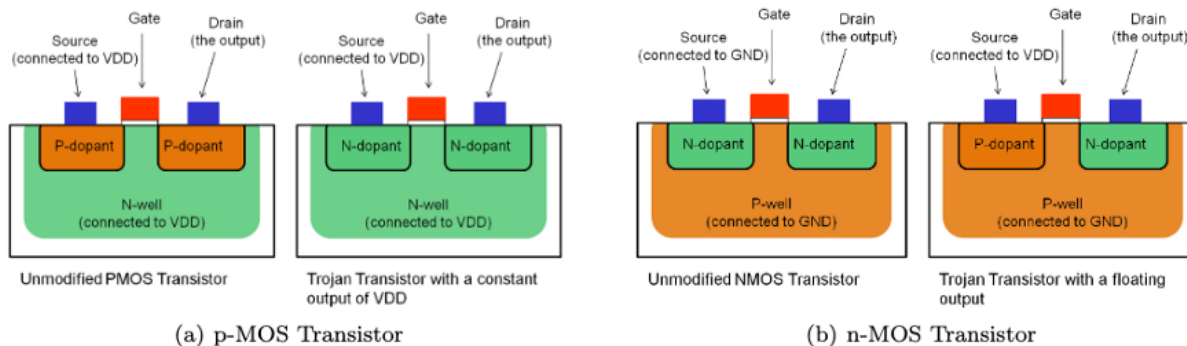 Gate
Source
(connected to VDD)
Drain
(the output)
P-dopant
P-dopant
N-well
(connected to VDD)
Unmodified PMOS Transistor
Gate
Source
(connected to VDD)
Drain
(the output)
N-dopant
N-dopant
N-well
(connected to VDD)
Trojan Transistor with a constant
output of VDD
(a) p-MOS Transistor
Gate
Source
(connected to GND)
Drain
(the output)
N-dopant
N-dopant
P-well
(connected to GND)
Unmodified NMOS Transistor
Gate
Source
(connected to VDD)
Drain
(the output)
P-dopant
N-dopant
P-well
(connected to GND)
Trojan Transistor with a floating
output
(b) n-MOS Transistor